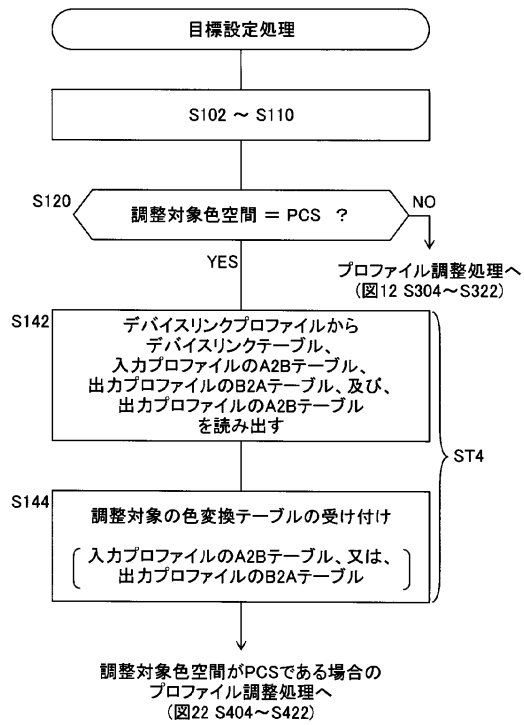 目標設定処理
S102 ～ S110
S120
調整対象色空間 ＝ PCS ？
NO
YES
プロファイル調整処理へ
(図12 S304～S322)
S142
デバイスリンクプロファイルから
デバイスリンクテーブル、
入力プロファイルのA2Bテーブル、
出力プロファイルのB2Aテーブル、及び、
出力プロファイルのA2Bテーブル
を読み出す
ST4
S144
調整対象の色変換テーブルの受け付け
入力プロファイルのA2Bテーブル、又は、
出力プロファイルのB2Aテーブル
調整対象色空間がPCSである場合の
プロファイル調整処理へ
(図22 S404～S422)